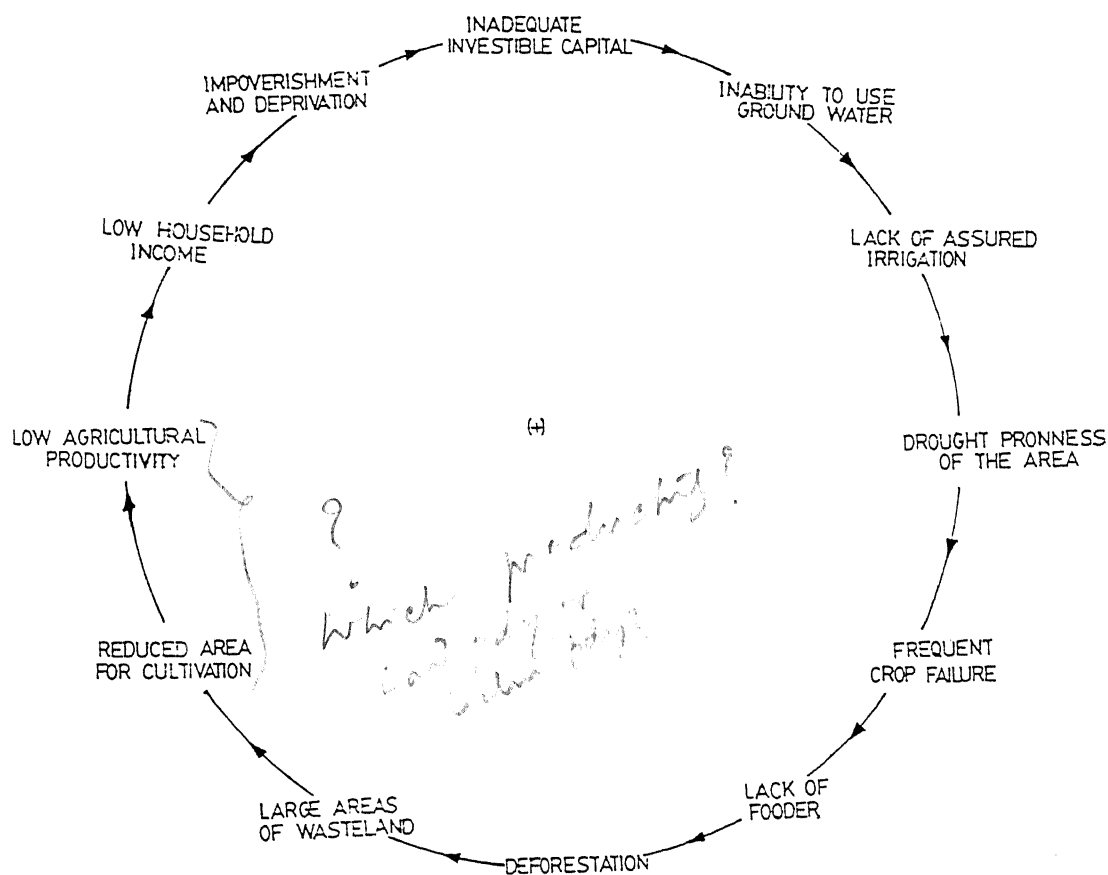 INADEQUATE
INVESTIBLE CAPITAL
INABILITY TO USE
GROUND WATER
LACK OF ASSURED
IRRIGATION
DROUGHT PRONNESS
OF THE AREA
FREQUENT
CROP FAILURE
LACK OF
FOODER
DEFORESTATION
LARGE AREAS
OF WASTELAND
REDUCED AREA
FOR CULTIVATION
LOW AGRICULTURAL
PRODUCTIVITY
LOW HOUSEHOLD
INCOME
IMPOVERISHMENT
AND DEPRIVATION
(+)
?
which